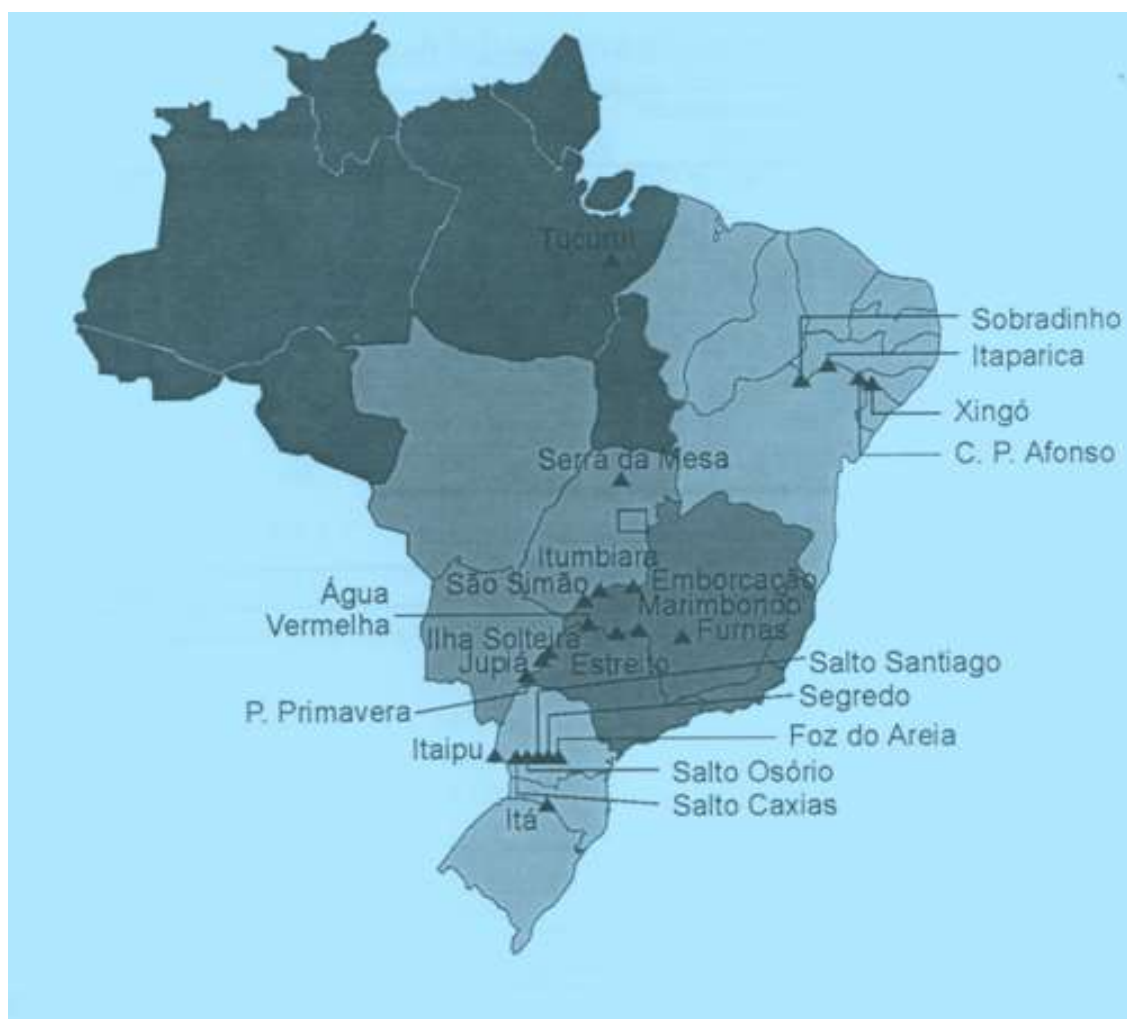 Tucuruí
Sobradinho
Itaparica
Xingó
C. P. Afonso
Serra da Mesa
Itumbiara
São Simão
Emborcação
Água
Vermelha
Marimbondo
Ilha Solteira
Furnas
Jupiá
Estreito
Salto Santiago
P. Primavera
Segredo
Itaipu
Foz do Areia
Salto Osório
Salto Caxias
Itá